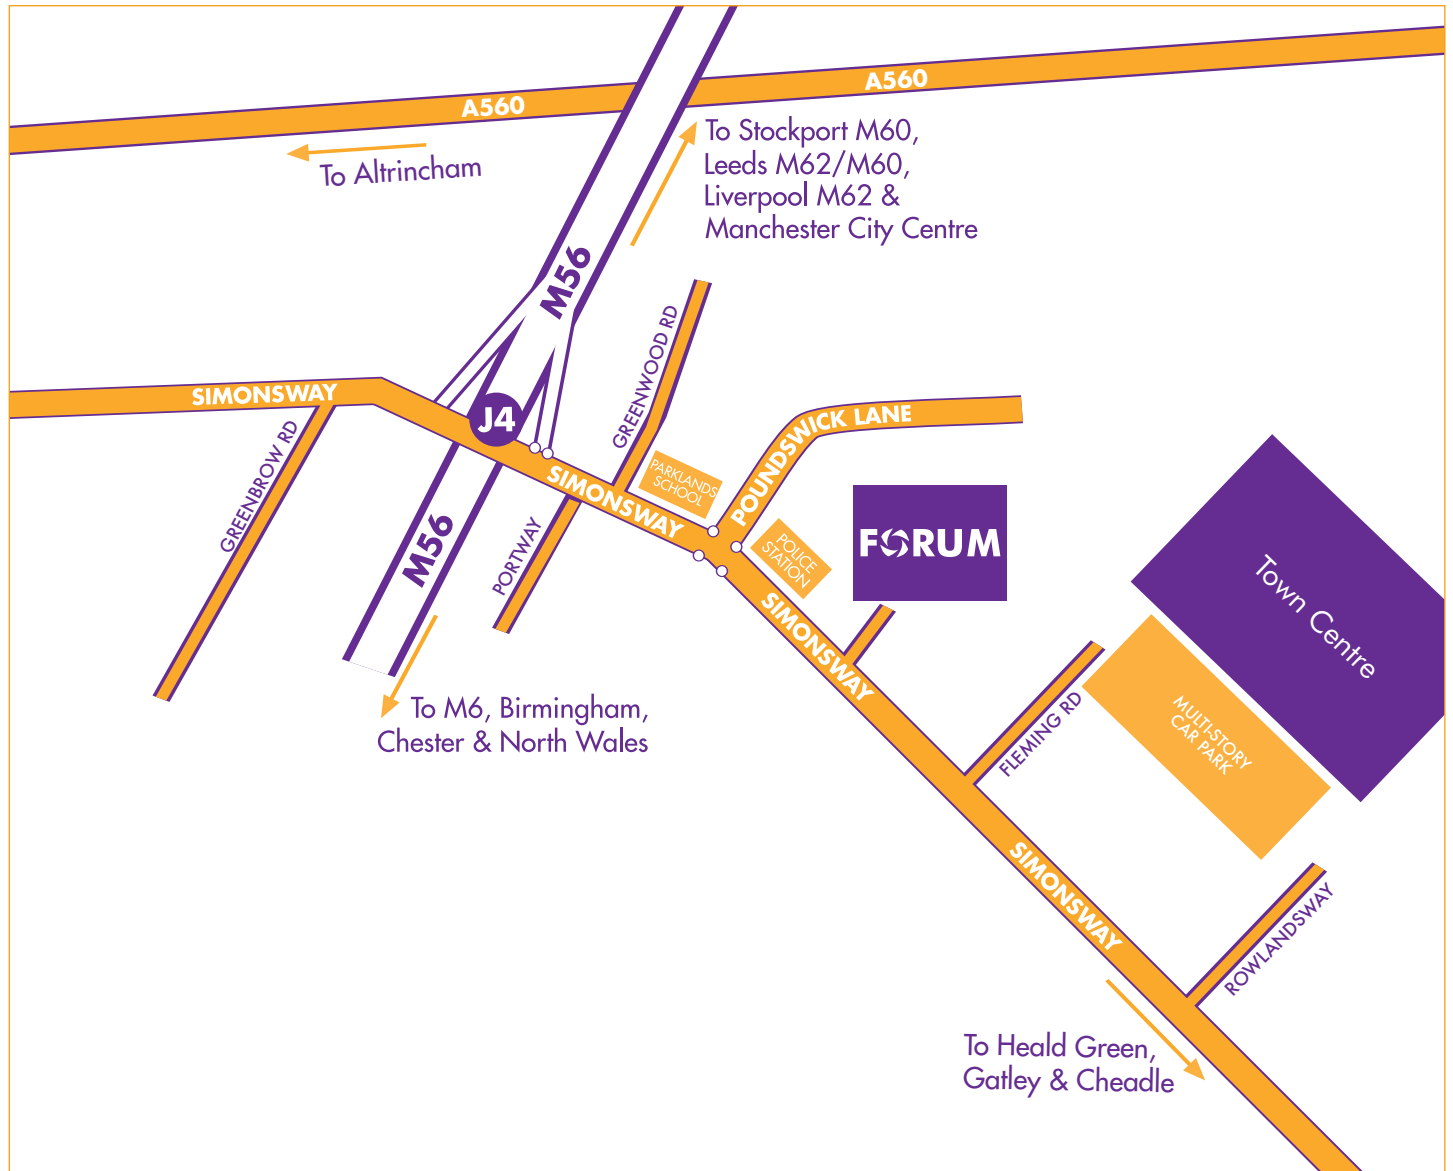 A560
A560
To Altrincham
To Stockport M60,
Leeds M62/M60,
Liverpool M62 &
Manchester City Centre
M56
GREENWOOD RD
SIMONSWAY
J4
POUNDSWICK LANE
GREENBROW RD
PARKLANDS
SCHOOL
SIMONSWAY
M56
PORTWAY
POLICE
STATION
FORUM
Town Centre
SIMONSWAY
To M6, Birmingham,
Chester & North Wales
FLEMING RD
MULTI-STORY
CAR PARK
SIMONSWAY
ROWLANDSWAY
To Heald Green,
Gatley & Cheadle